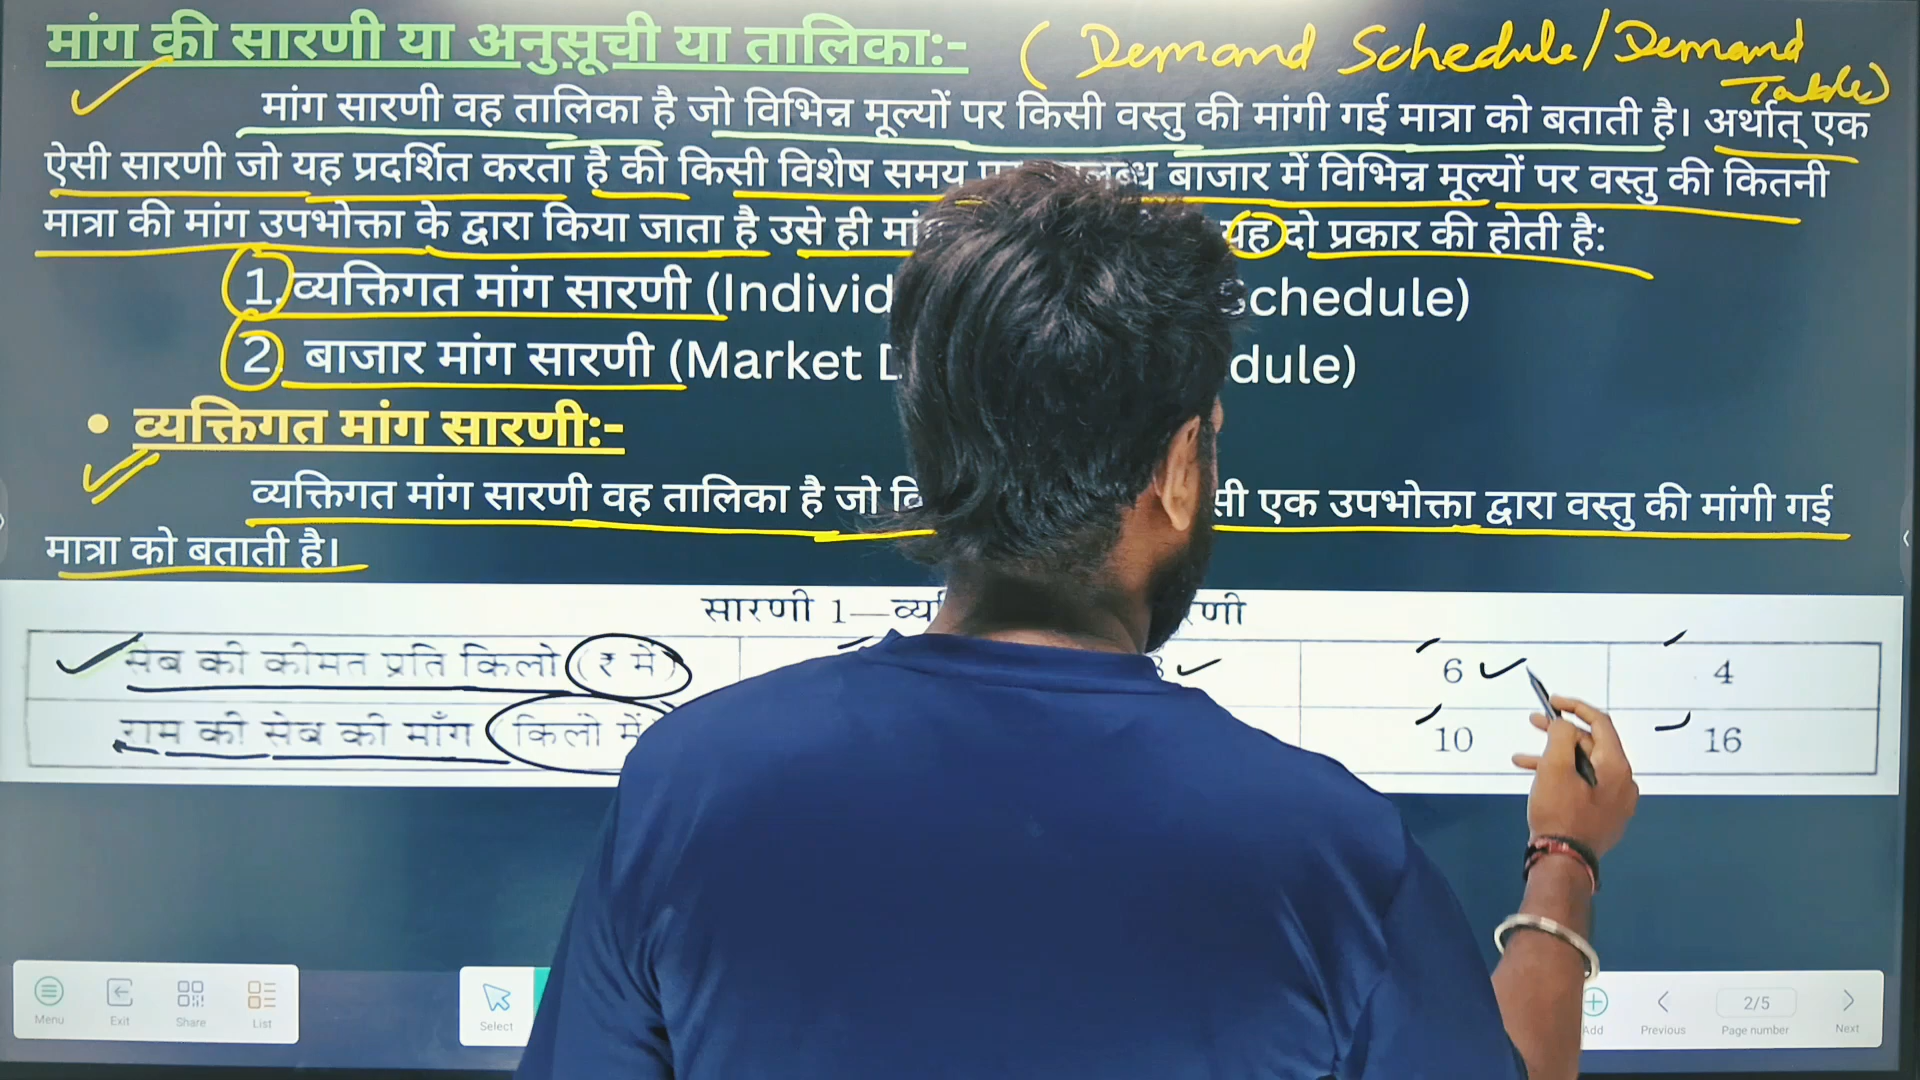 मांग की सारणी या अनुसूची या तालिका:- ( Demand Schedule/Demand Table)
मांग सारणी वह तालिका है जो विभिन्न मूल्यों पर किसी वस्तु की मांगी गई मात्रा को बताती है। अर्थात् एक
ऐसी सारणी जो यह प्रदर्शित करता है की किसी विशेष समय बाजार में विभिन्न मूल्यों पर वस्तु की कितनी
मात्रा की मांग उपभोक्ता के द्वारा किया जाता है उसे ही यह दो प्रकार की होती है:
1. व्यक्तिगत मांग सारणी (Individ chedule)
2. बाजार मांग सारणी (Market dule)
• व्यक्तिगत मांग सारणी:-
व्यक्तिगत मांग सारणी वह तालिका है जो सी एक उपभोक्ता द्वारा वस्तु की मांगी गई
मात्रा को बताती है।
सारणी 1—व्य रणी
सेब की कीमत प्रति किलो (₹ में) 6 4
राम की सेब की माँग (किलो में 10 16
Menu Exit Share List Select Add Previous 2/5 Page number Next